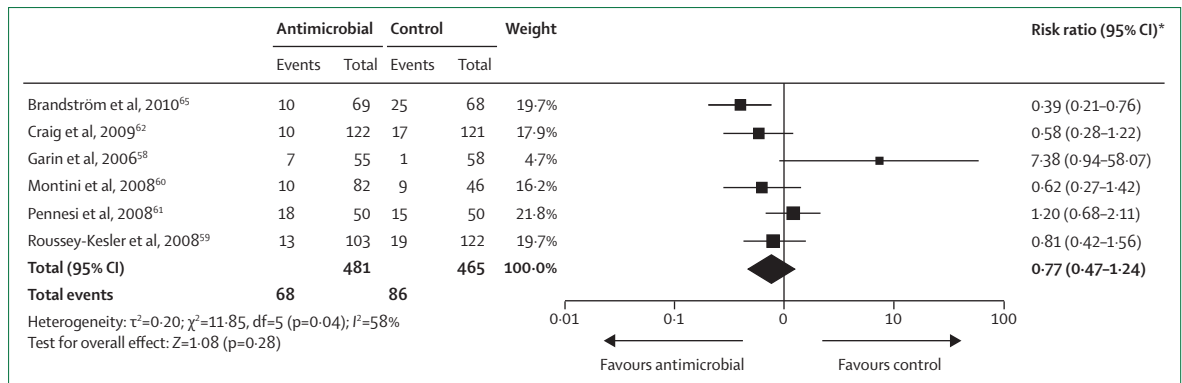 Antimicrobial Control Weight Risk ratio (95% CI)*
Events Total Events Total
Brandström et al, 2010⁶⁵ 10 69 25 68 19·7% 0·39 (0·21–0·76)
Craig et al, 2009⁶² 10 122 17 121 17·9% 0·58 (0·28–1·22)
Garin et al, 2006⁵⁸ 7 55 1 58 4·7% 7·38 (0·94–58·07)
Montini et al, 2008⁶⁰ 10 82 9 46 16·2% 0·62 (0·27–1·42)
Pennesi et al, 2008⁶¹ 18 50 15 50 21·8% 1·20 (0·68–2·11)
Roussey-Kesler et al, 2008⁵⁹ 13 103 19 122 19·7% 0·81 (0·42–1·56)
Total (95% CI) 481 465 100·0% 0·77 (0·47–1·24)
Total events 68 86
Heterogeneity: τ²=0·20; χ²=11·85, df=5 (p=0·04); I²=58%
Test for overall effect: Z=1·08 (p=0·28)
0·01 0·1 0 10 100
Favours antimicrobial Favours control